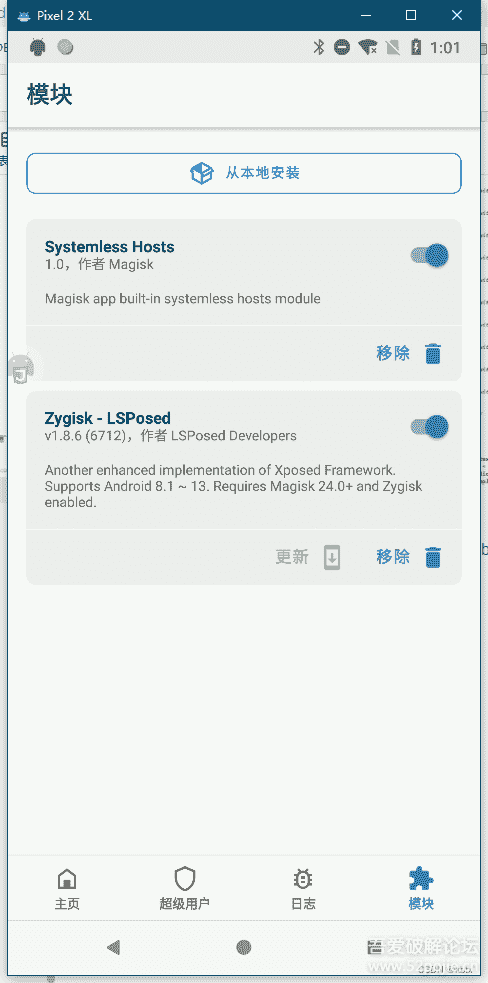 Pixel 2 XL
1:01
模块
从本地安装
Systemless Hosts
1.0，作者 Magisk
Magisk app built-in systemless hosts module
移除
Zygisk - LSPosed
v1.8.6 (6712)，作者 LSPosed Developers
Another enhanced implementation of Xposed Framework.
Supports Android 8.1 ~ 13. Requires Magisk 24.0+ and Zygisk
enabled.
更新
移除
主页
超级用户
日志
模块
吾爱破解论坛